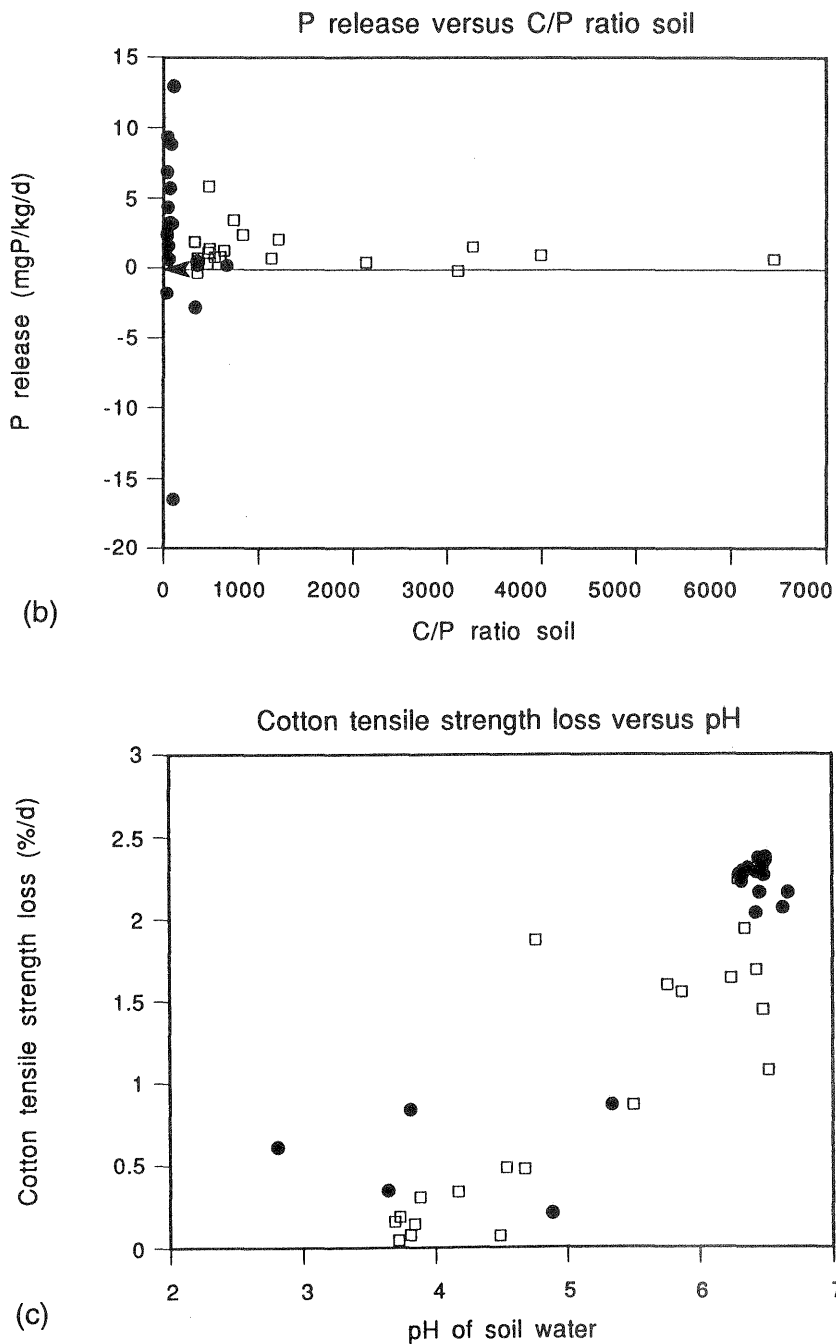 P release versus C/P ratio soil
15
10
5
0
-5
-10
-15
-20
P release (mgP/kg/d)
0 1000 2000 3000 4000 5000 6000 7000
C/P ratio soil
(b)
Cotton tensile strength loss versus pH
3
2.5
2
1.5
1
0.5
0
Cotton tensile strength loss (%/d)
2 3 4 5 6 7
pH of soil water
(c)